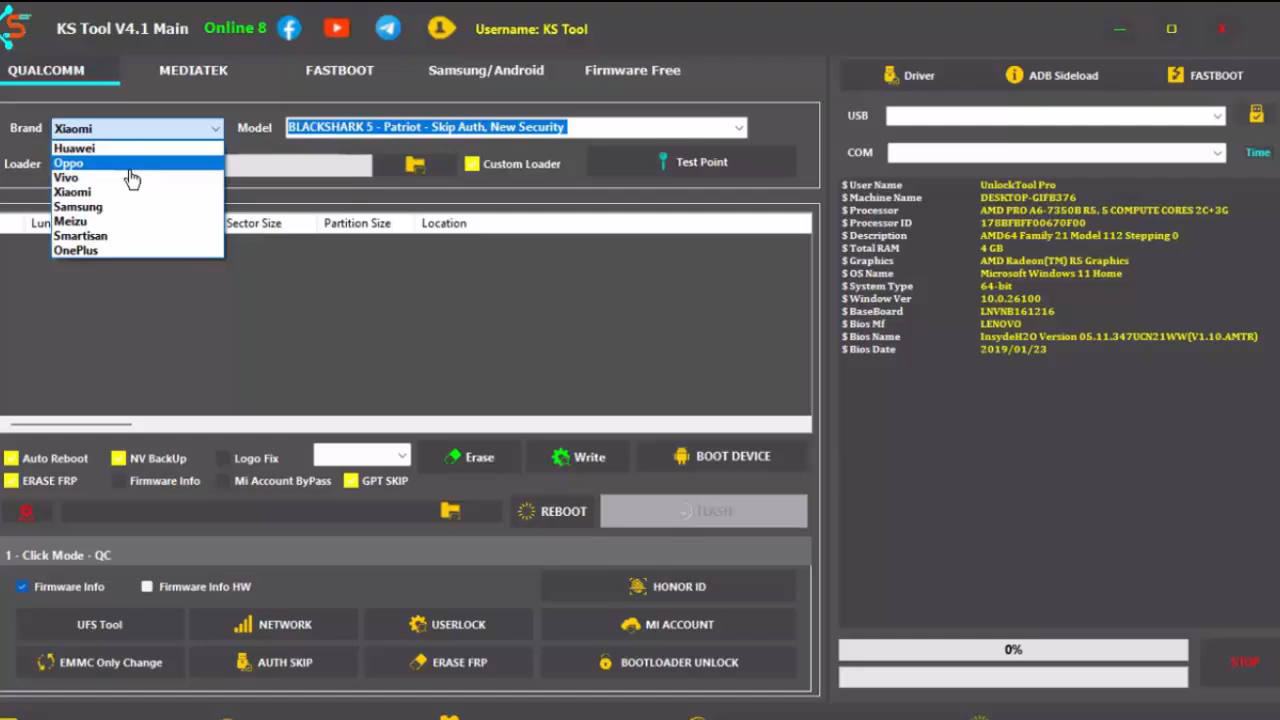 KS Tool V4.1 Main Online 8 Username: KS Tool
QUALCOMM MEDIATEK FASTBOOT Samsung/Android Firmware Free
Driver ADB Sideload FASTBOOT
Brand Xiaomi Model BLACKSHARK 5 - Patriot - Skip Auth, New Security
USB
Huawei
Oppo
Vivo
Xiaomi
Samsung
Meizu
Smartisan
OnePlus
Loader Custom Loader Test Point
COM Time
Lun Sector Size Partition Size Location
$ User Name UnlockTool Pro
$ Machine Name DESKTOP-GIFB376
$ Processor AMD PRO A6-7350B R5, 5 COMPUTE CORES 2C+3G
$ Processor ID 178BFBFF00670F00
$ Description AMD64 Family 21 Model 112 Stepping 0
$ Total RAM 4 GB
$ Graphics AMD Radeon(TM) R5 Graphics
$ OS Name Microsoft Windows 11 Home
$ System Type 64-bit
$ Window Ver 10.0.26100
$ BaseBoard LNVNB161216
$ Bios Mf LENOVO
$ Bios Name InsydeH2O Version 05.11.347UCN21WW(V1.10.AMTR)
$ Bios Date 2019/01/23
Auto Reboot NV BackUp Logo Fix Erase Write BOOT DEVICE
ERASE FRP Firmware Info Mi Account ByPass GPT SKIP
REBOOT FLASH
1 - Click Mode - QC
Firmware Info Firmware Info HW HONOR ID
UFS Tool NETWORK USERLOCK MI ACCOUNT
EMMC Only Change AUTH SKIP ERASE FRP BOOTLOADER UNLOCK
0%
STOP